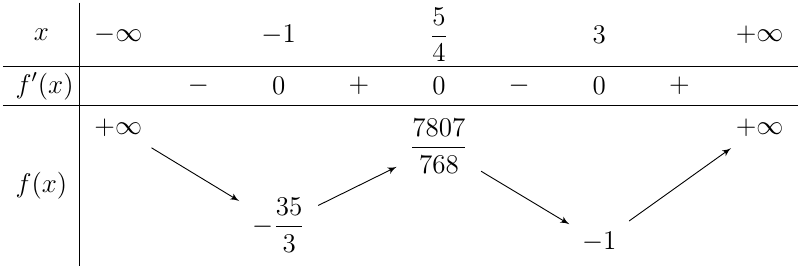 x −∞ −1 5/4 3 +∞
f′(x) − 0 + 0 − 0 +
f(x) +∞ −35/3 7807/768 −1 +∞